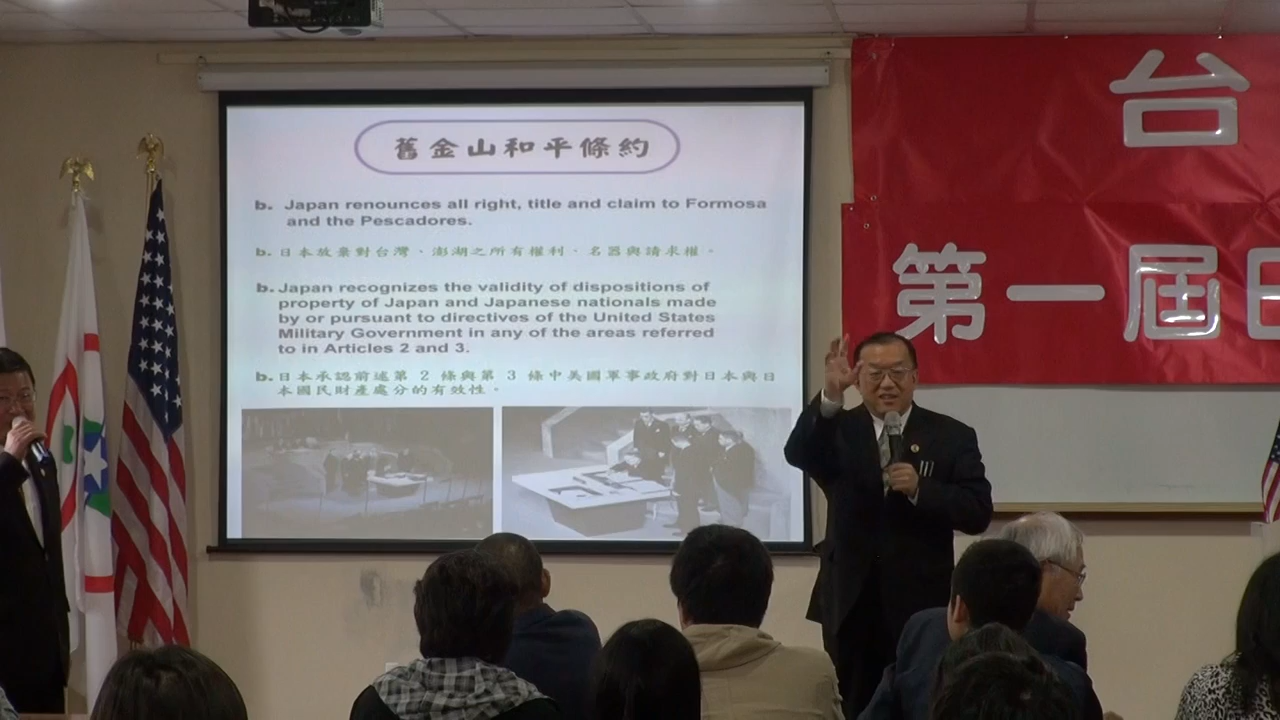 舊金山和平條約
b. Japan renounces all right, title and claim to Formosa
and the Pescadores.
b. 日本放棄對台灣、澎湖之所有權利、名器與請求權。
b. Japan recognizes the validity of dispositions of
property of Japan and Japanese nationals made
by or pursuant to directives of the United States
Military Government in any of the areas referred
to in Articles 2 and 3.
b. 日本承認前述第 2 條與第 3 條中美國軍事政府對日本與日
本國民財產處分的有效性。
台
第一屆